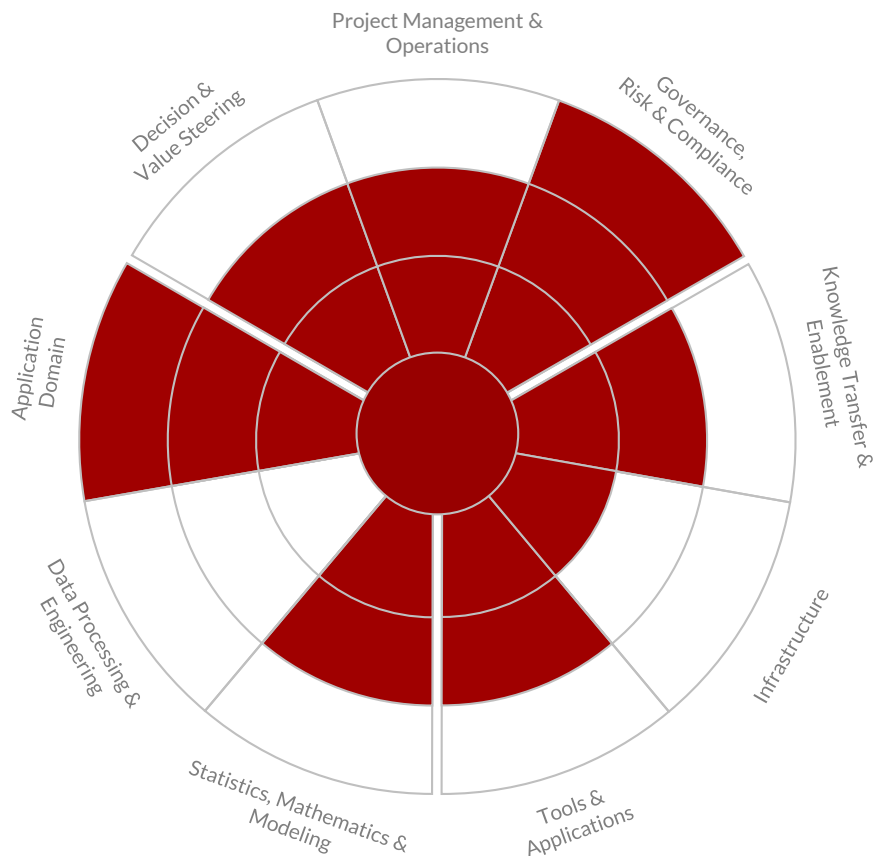 Project Management &
Operations
Governance,
Risk & Compliance
Knowledge Transfer &
Enablement
Infrastructure
Tools &
Applications
Statistics, Mathematics &
Modeling
Data Processing &
Engineering
Application
Domain
Decision &
Value Steering